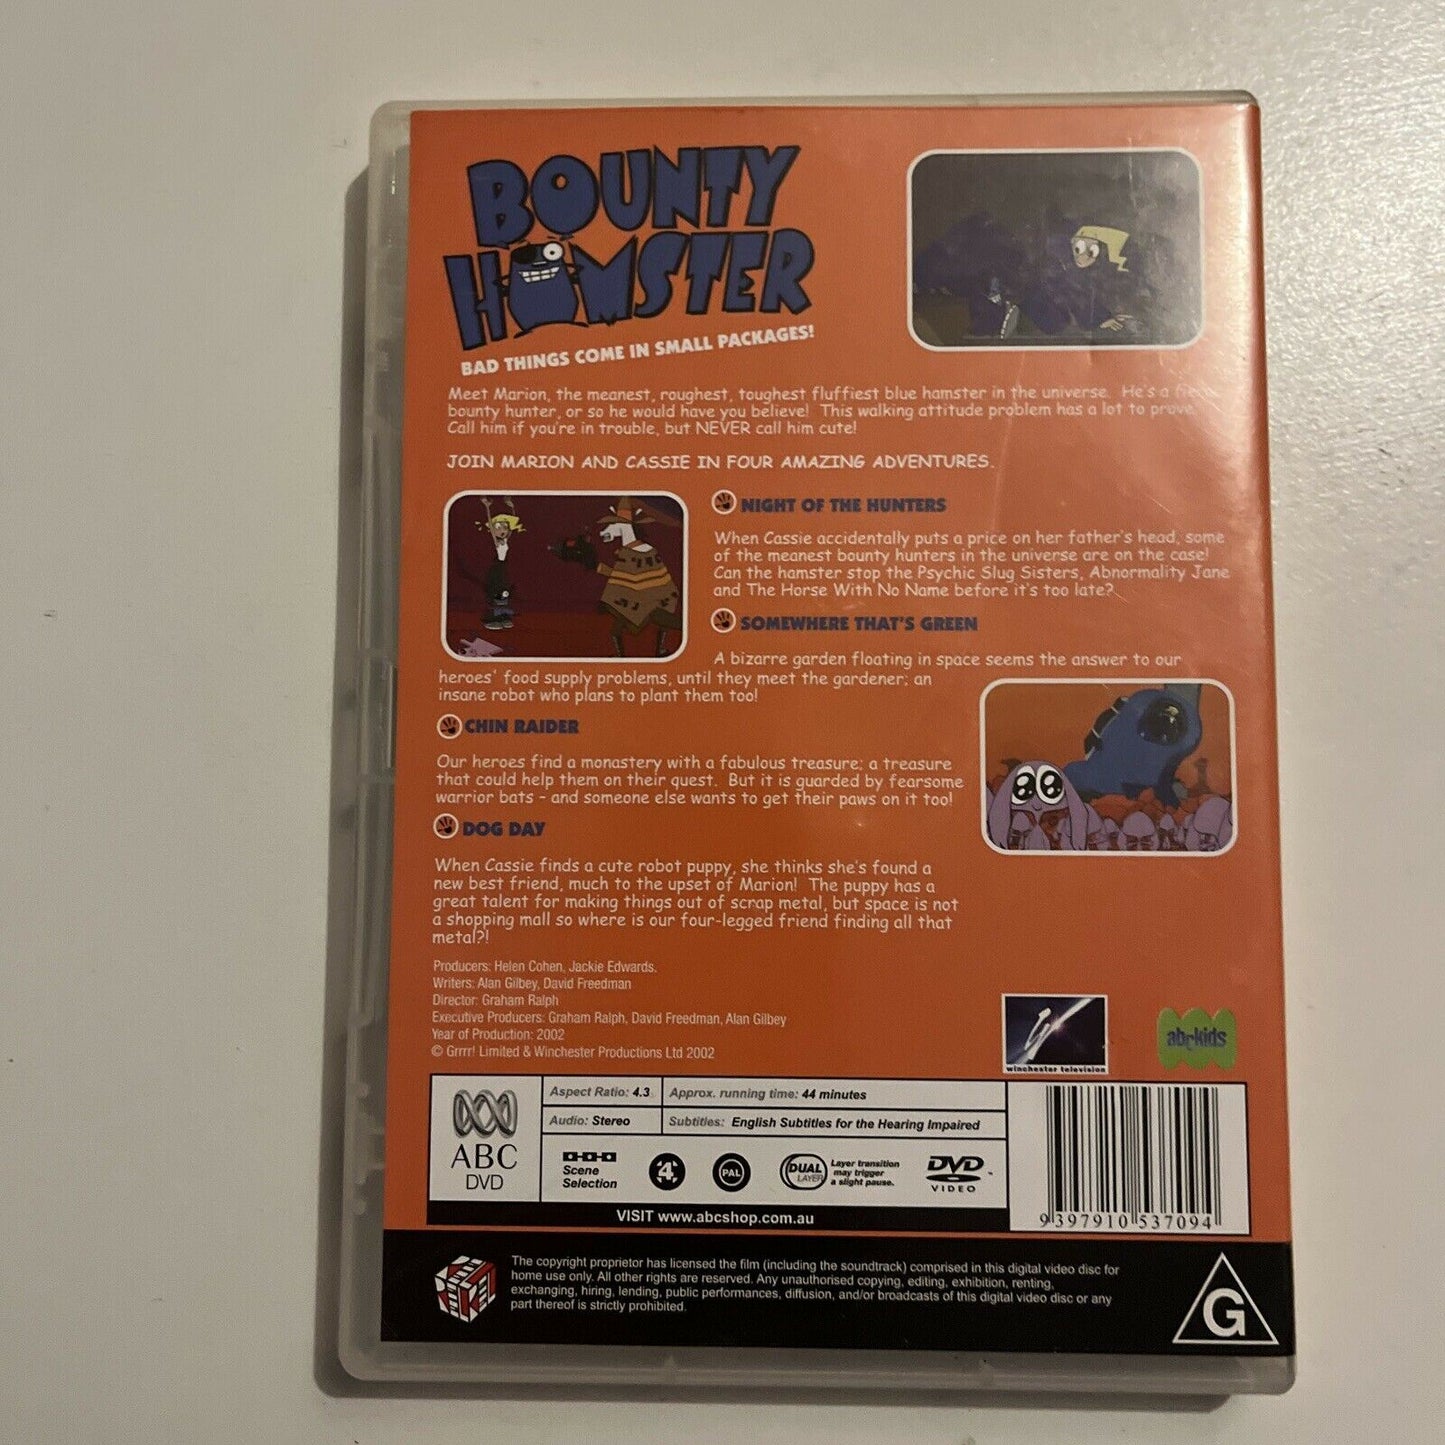 BOUNTY
HAMSTER
BAD THINGS COME IN SMALL PACKAGES!
Meet Marion, the meanest, roughest, toughest fluffiest blue hamster in the universe. He's a
bounty hunter, or so he would have you believe! This walking attitude problem has a lot to prove.
Call him if you're in trouble, but NEVER call him cute!
JOIN MARION AND CASSIE IN FOUR AMAZING ADVENTURES.
NIGHT OF THE HUNTERS
When Cassie accidentally puts a price on her father's head, some
of the meanest bounty hunters in the universe are on the case!
Can the hamster stop the Psychic Slug Sisters, Abnormality Jane
and The Horse With No Name before it's too late?
SOMEWHERE THAT'S GREEN
A bizarre garden floating in space seems the answer to our
heroes' food supply problems, until they meet the gardener; an
insane robot who plans to plant them too!
CHIN RAIDER
Our heroes find a monastery with a fabulous treasure; a treasure
that could help them on their quest. But it is guarded by fearsome
warrior bats - and someone else wants to get their paws on it too!
DOG DAY
When Cassie finds a cute robot puppy, she thinks she's found a
new best friend, much to the upset of Marion! The puppy has a
great talent for making things out of scrap metal, but space is not
a shopping mall so where is our four-legged friend finding all that
metal?!
Producers: Helen Cohen, Jackie Edwards.
Writers: Alan Gilbey, David Freedman
Director: Graham Ralph
Executive Producers: Graham Ralph, David Freedman, Alan Gilbey
Year of Production: 2002
© Grrrr! Limited & Winchester Productions Ltd 2002
winchester television
abc kids
ABC
DVD
Aspect Ratio: 4.3
Approx. running time: 44 minutes
Audio: Stereo
Subtitles: English Subtitles for the Hearing Impaired
Scene
Selection
4
PAL
DUAL
LAYER
Layer transition
may trigger
a slight pause.
DVD
VIDEO
VISIT www.abcshop.com.au
9 397910 537094
The copyright proprietor has licensed the film (including the soundtrack) comprised in this digital video disc for
home use only. All other rights are reserved. Any unauthorised copying, editing, exhibition, renting,
exchanging, hiring, lending, public performances, diffusion, and/or broadcasts of this digital video disc or any
part thereof is strictly prohibited.
G